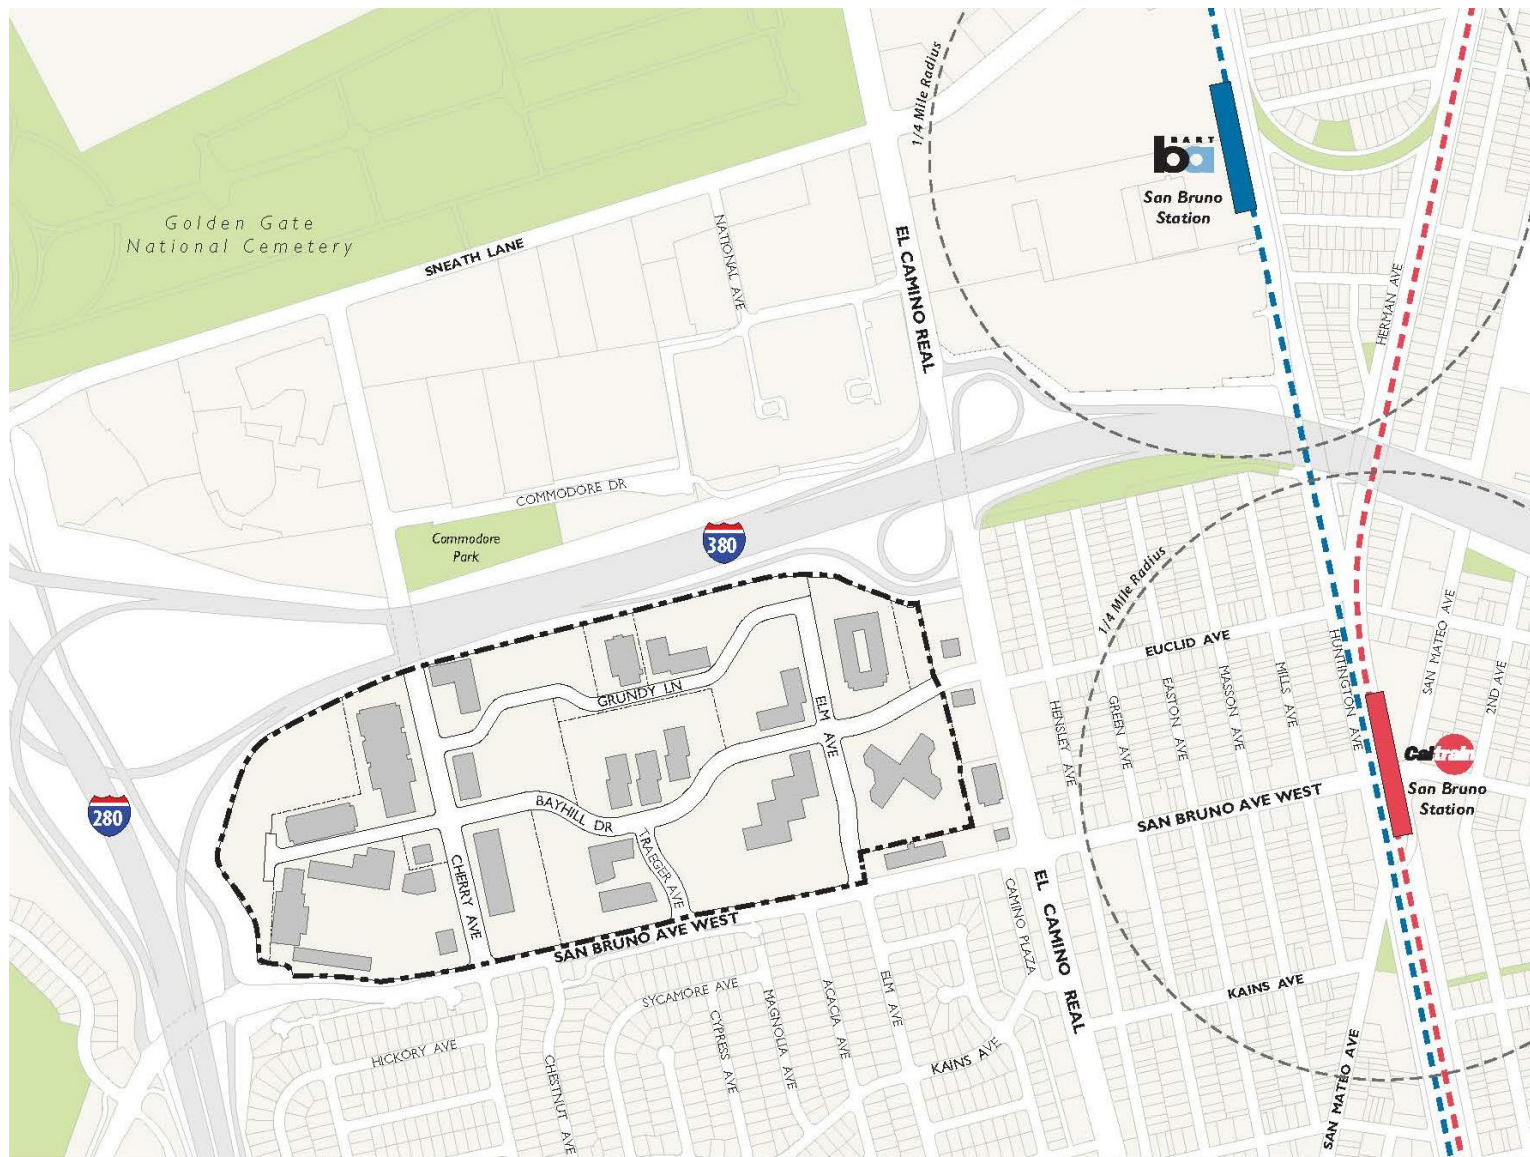 1/4 Mile Radius
BART
ba
San Bruno
Station
Golden Gate
National Cemetery
SNEATH LANE
NATIONAL AVE
EL CAMINO REAL
HERMAN AVE
COMMODORE DR
Commodore
Park
380
1/4 Mile Radius
EUCLID AVE
HUNTINGTON AVE
SAN MATEO AVE
2ND AVE
GRUNDY LN
ELM AVE
HENSLEY AVE
GREEN AVE
EASTON AVE
MASSON AVE
MILLS AVE
Caltrain
San Bruno
Station
280
BAYHILL DR
TRAEGER AVE
CHERRY AVE
SAN BRUNO AVE WEST
SAN BRUNO AVE WEST
EL CAMINO REAL
CAMINO PLAZA
SYCAMORE AVE
CYPRESS AVE
MAGNOLIA AVE
ACACIA AVE
ELM AVE
KAINS AVE
KAINS AVE
HICKORY AVE
CHESTNUT AVE
SAN MATEO AVE